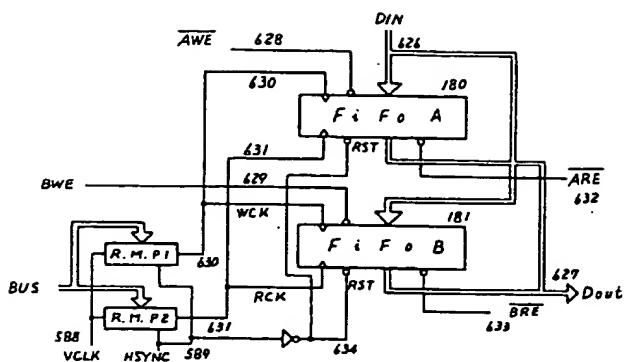 AWE
628
DIN
626
630
180
FiFo A
631
RST
BWE
629
ARE
632
WCK
181
R.M.P1
630
FiFo B
BUS
RCK
RST
627
Dout
R.M.P2
631
BRE
588
589
634
633
VCLK
HSYNC